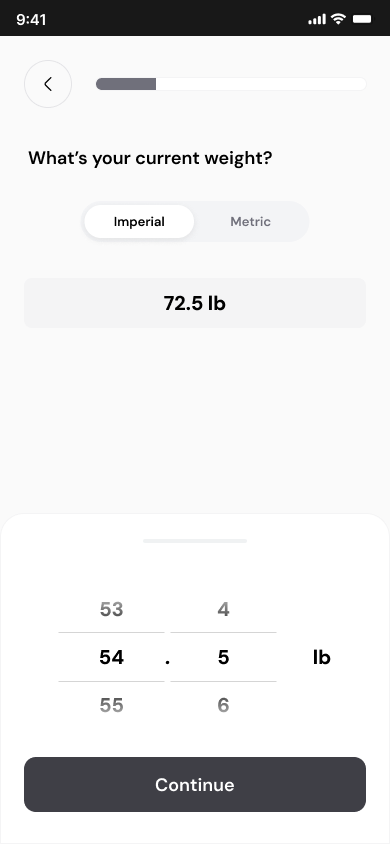 9:41
What’s your current weight?
Imperial Metric
72.5 lb
53 4
54 . 5 lb
55 6
Continue